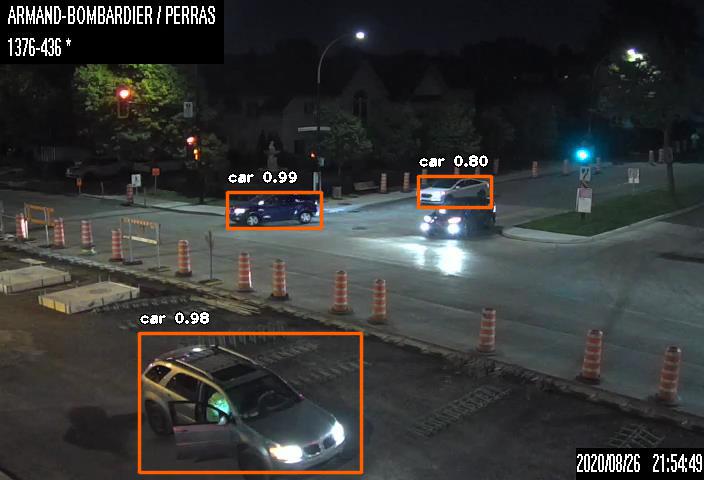 ARMAND-BOMBARDIER / PERRAS
1376-436 *
car 0.80
car 0.99
car 0.98
2020/08/26 21:54:49